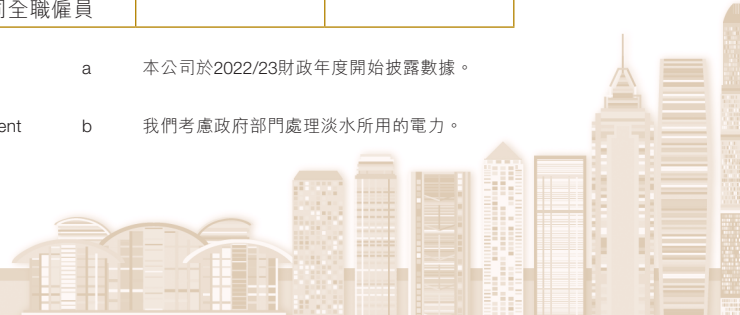 同全職僱員
a 本公司於2022/23財政年度開始披露數據。
ent b 我們考慮政府部門處理淡水所用的電力。